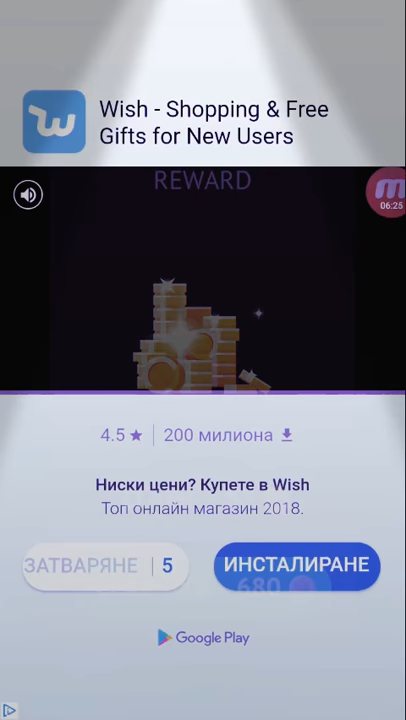 Wish - Shopping & Free
Gifts for New Users
REWARD
06:25
4.5 ★ | 200 милиона
Ниски цени? Купете в Wish
Топ онлайн магазин 2018.
ЗАТВАРЯНЕ | 5
ИНСТАЛИРАНЕ
680
Google Play